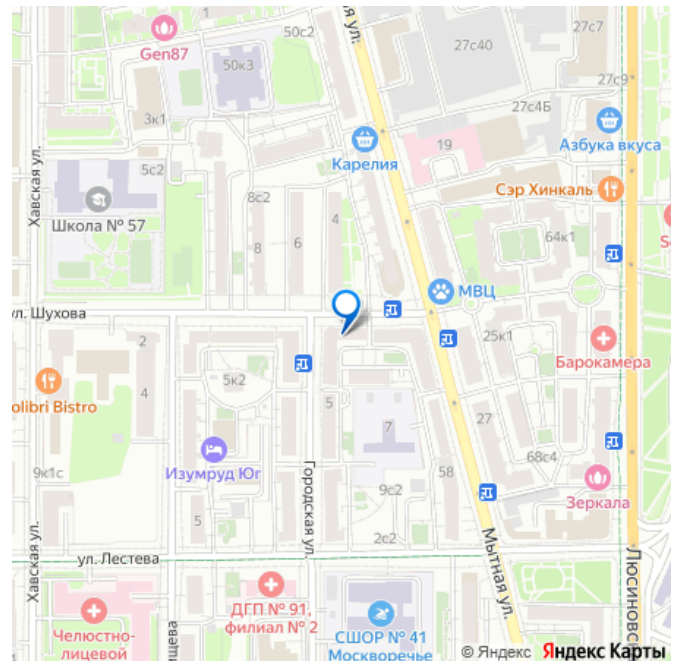 50с2
Gen87
50к3
27с40
27с7
27с9
3к1
27с4Б
Карелия
19
Азбука вкуса
Хавская ул.
5с2
8с2
Сэр Хинкаль
Школа № 57
4
8
6
64к1
МВЦ
ул. Шухова
2
25к1
Барокамера
olibri Bistro
4
5к2
5
7
27
68с4
Изумруд Юг
58
Зеркала
9к1с
Городская ул.
9с2
5
2с2
Хавская ул.
ул. Лестева
Мытная ул.
Люсиновс
Челюстно-
лицевой
ищева
ДГП № 91,
филиал № 2
СШОР № 41
Москворечье
© Яндекс Яндекс Карты